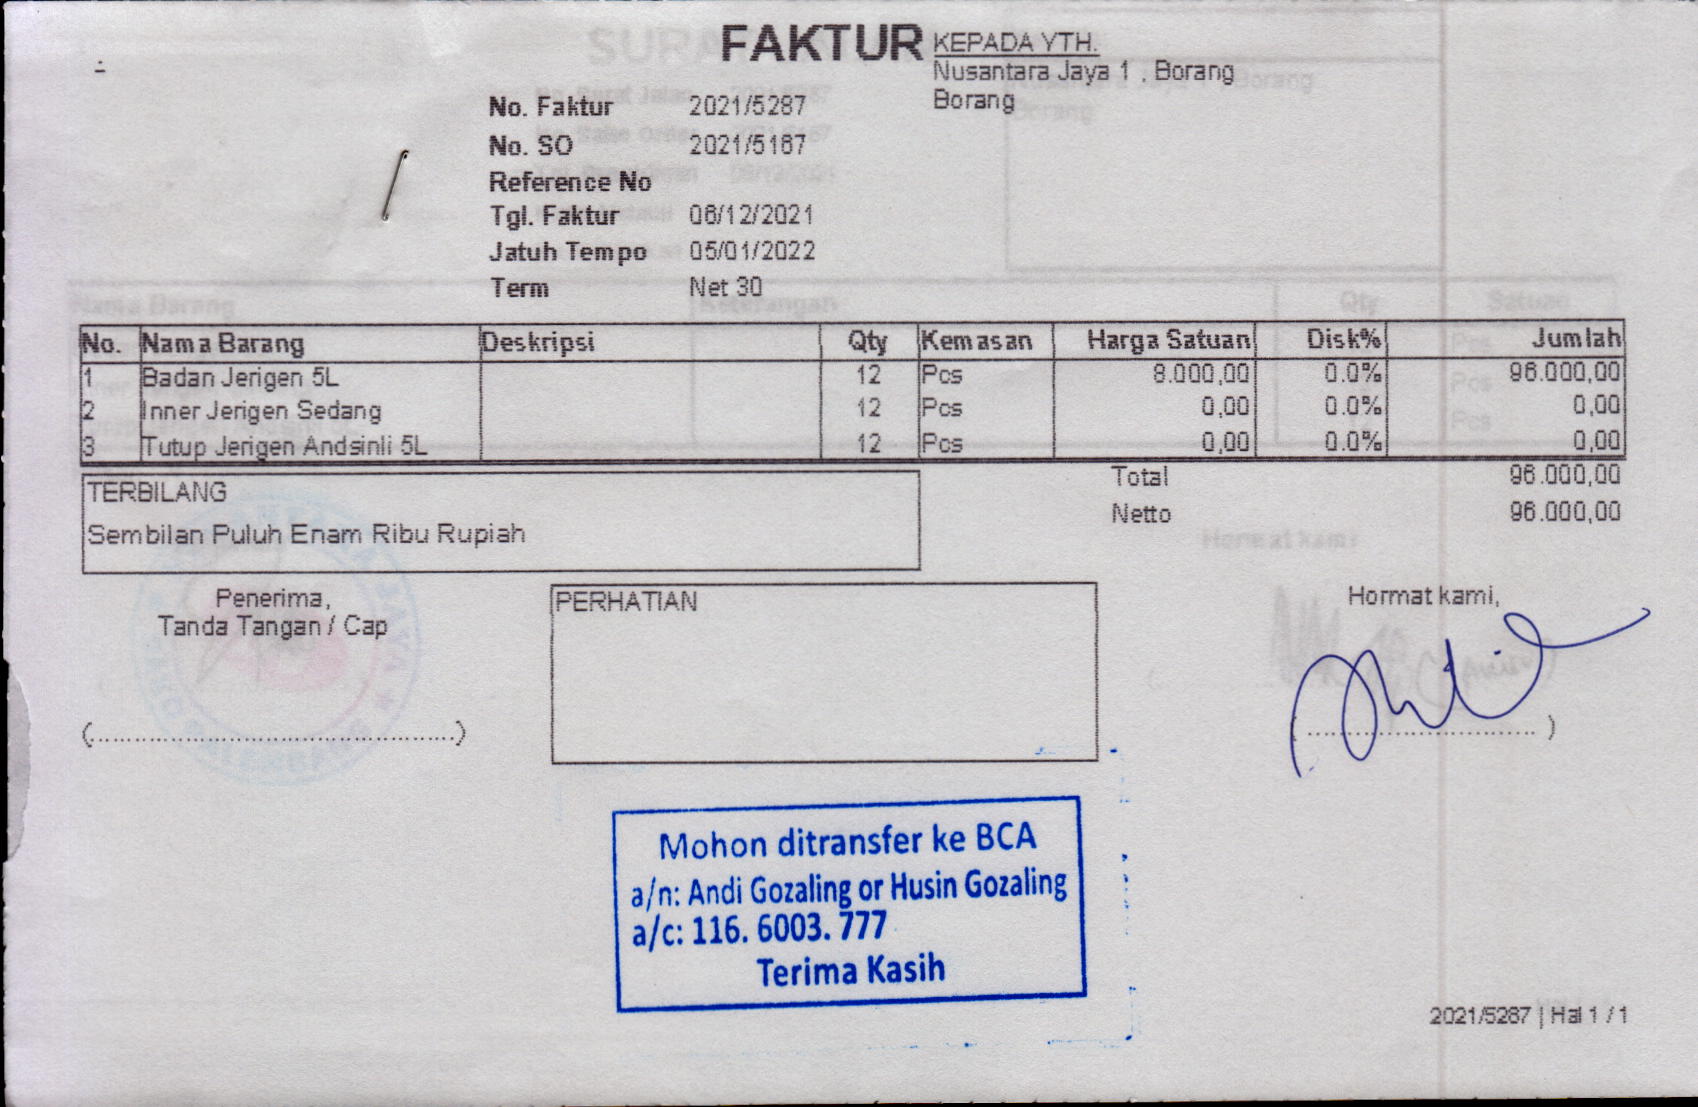 FAKTUR
KEPADA YTH.
Nusantara Jaya 1 , Borang
Borang
No. Faktur 2021/5287
No. SO 2021/5167
Reference No
Tgl. Faktur 06/12/2021
Jatuh Tempo 05/01/2022
Term Net 30
No. Nama Barang Deskripsi Qty Kemasan Harga Satuan Disk% Jumlah
1 Badan Jerigen 5L 12 Pcs 8.000,00 0.0% 96.000,00
2 Inner Jerigen Sedang 12 Pcs 0,00 0.0% 0,00
3 Tutup Jerigen Andsinli 5L 12 Pcs 0,00 0.0% 0,00
Total 96.000,00
Netto 96.000,00
TERBILANG
Sembilan Puluh Enam Ribu Rupiah
Penerima,
Tanda Tangan / Cap
(....................................................)
PERHATIAN
Hormat kami,
(................................)
Mohon ditransfer ke BCA
a/n: Andi Gozaling or Husin Gozaling
a/c: 116. 6003. 777
Terima Kasih
2021/5287 | Hal 1 / 1